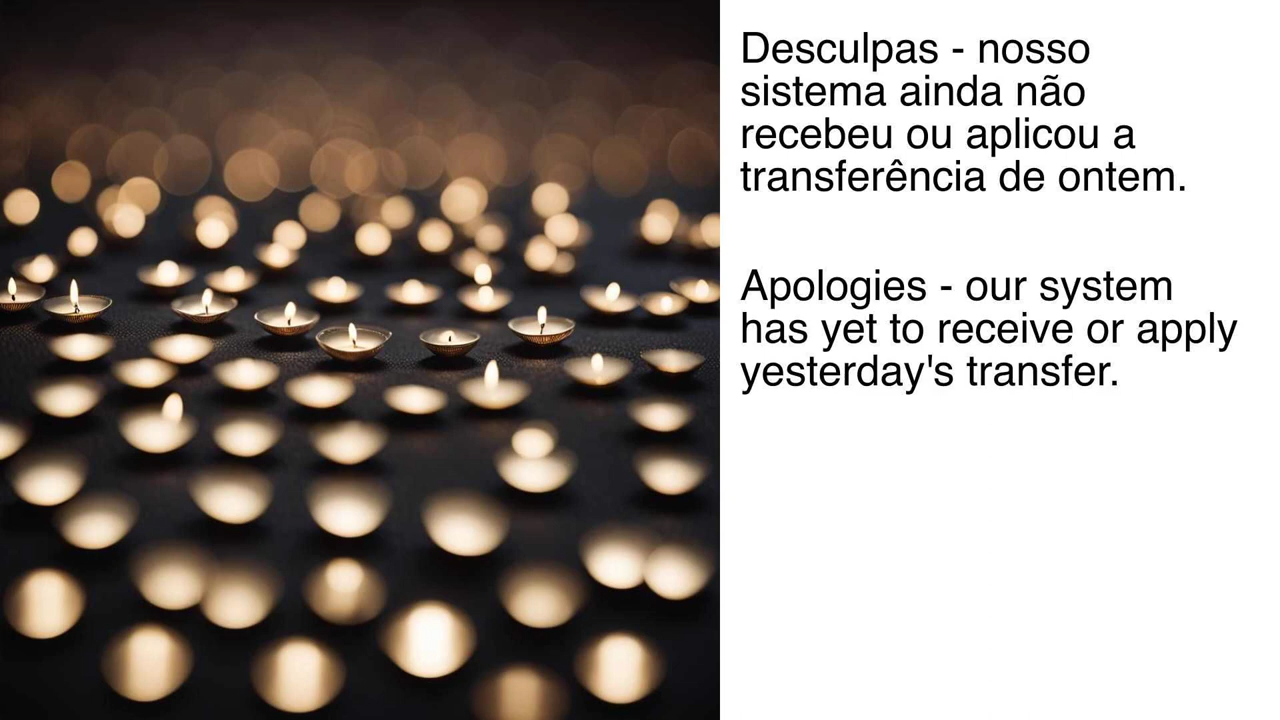 Desculpas - nosso
sistema ainda não
recebeu ou aplicou a
transferência de ontem.
Apologies - our system
has yet to receive or apply
yesterday's transfer.